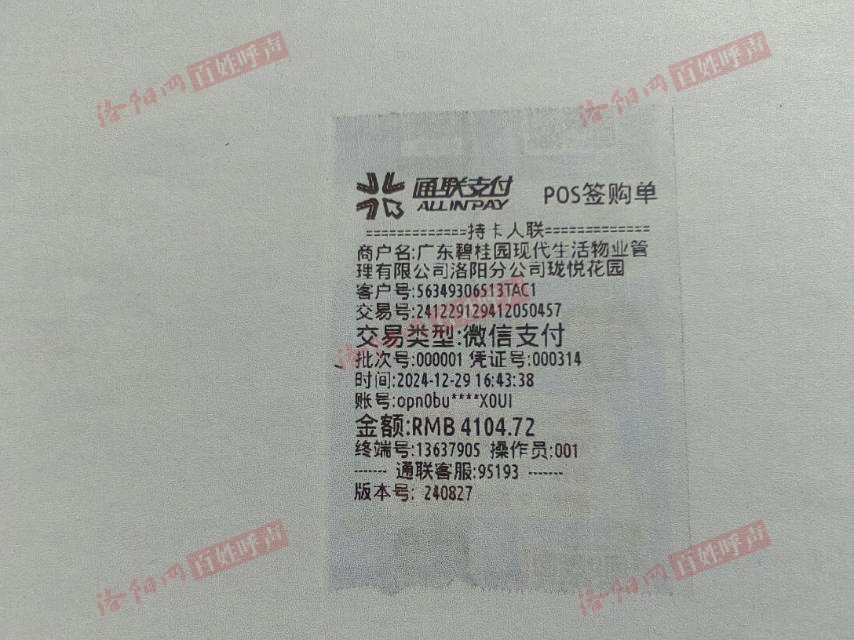 洛阳网 百姓呼声
洛阳网 百姓呼声
通联支付
ALLINPAY
POS签购单
=============持卡人联=============
商户名:广东碧桂园现代生活物业管
理有限公司洛阳分公司珑悦花园
客户号:56349306513TAC1
交易号:241229129412050457
交易类型:微信支付
批次号:000001 凭证号:000314
时间:2024-12-29 16:43:38
账号:opn0bu****X0UI
金额:RMB 4104.72
终端号:13637905 操作员:001
------- 通联客服:95193 -------
版本号: 240827
洛阳网 百姓呼声
洛阳网 百姓呼声